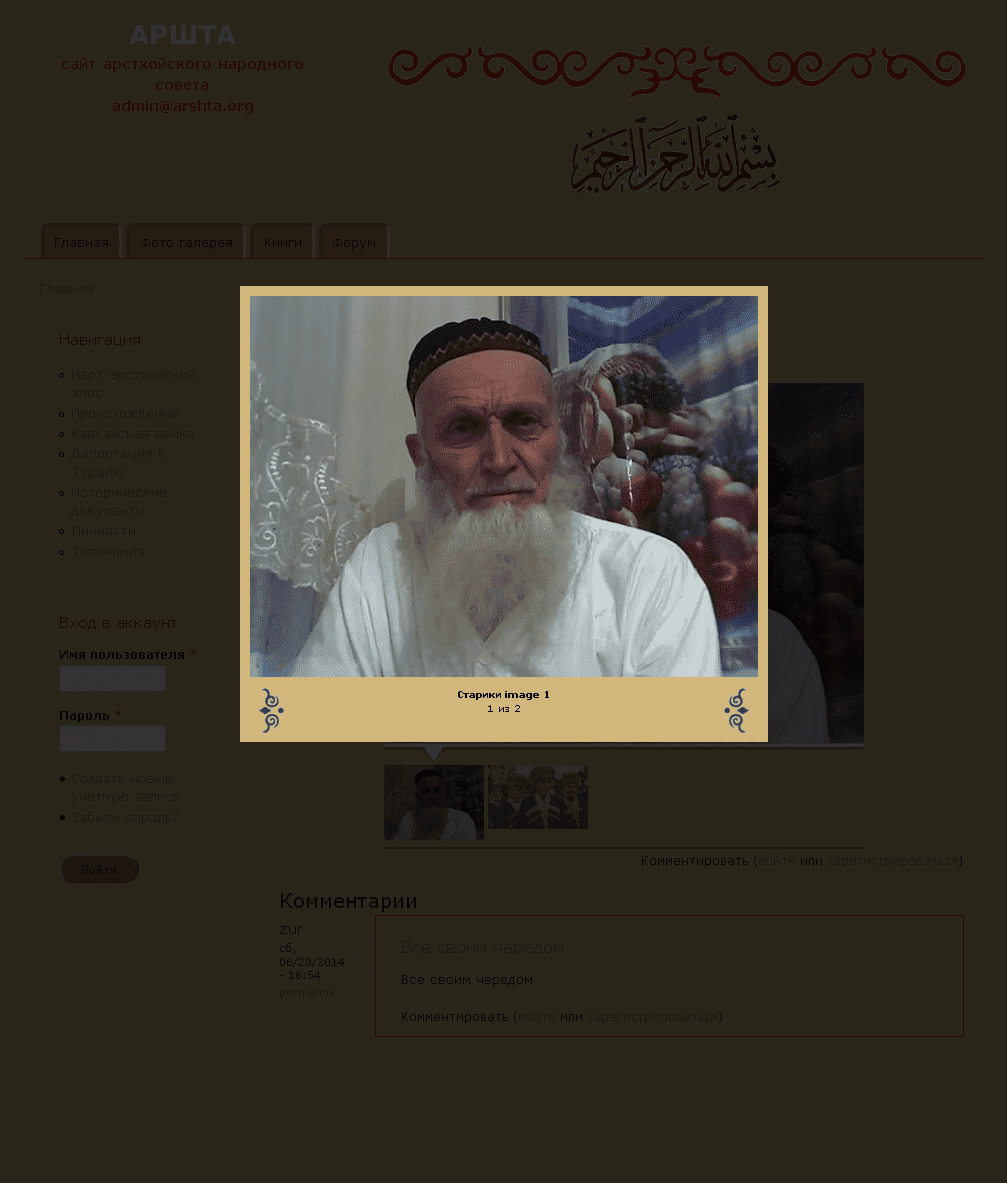 АРШТА
сайт арстхойского народного
совета
admin@arshta.org
بسم الله الرحمن الرحيم
Главная
Фото галерея
Книги
Форум
Главная
Навигация
Нарт-арстхойский
эпос
Происхождение
Кавказская война
Депортация в
Турцию
Исторические
документы
Личности
Топонимия
Вход в аккаунт
Имя пользователя *
Пароль *
Создать новую
учетную запись
Забыли пароль?
Войти
Старики image 1
1 из 2
Комментировать (войти или зарегистрироваться)
Комментарии
zur
сб,
06/28/2014
- 16:54
permalink
Все своим чередом
Все своим чередом
Комментировать (войти или зарегистрироваться)